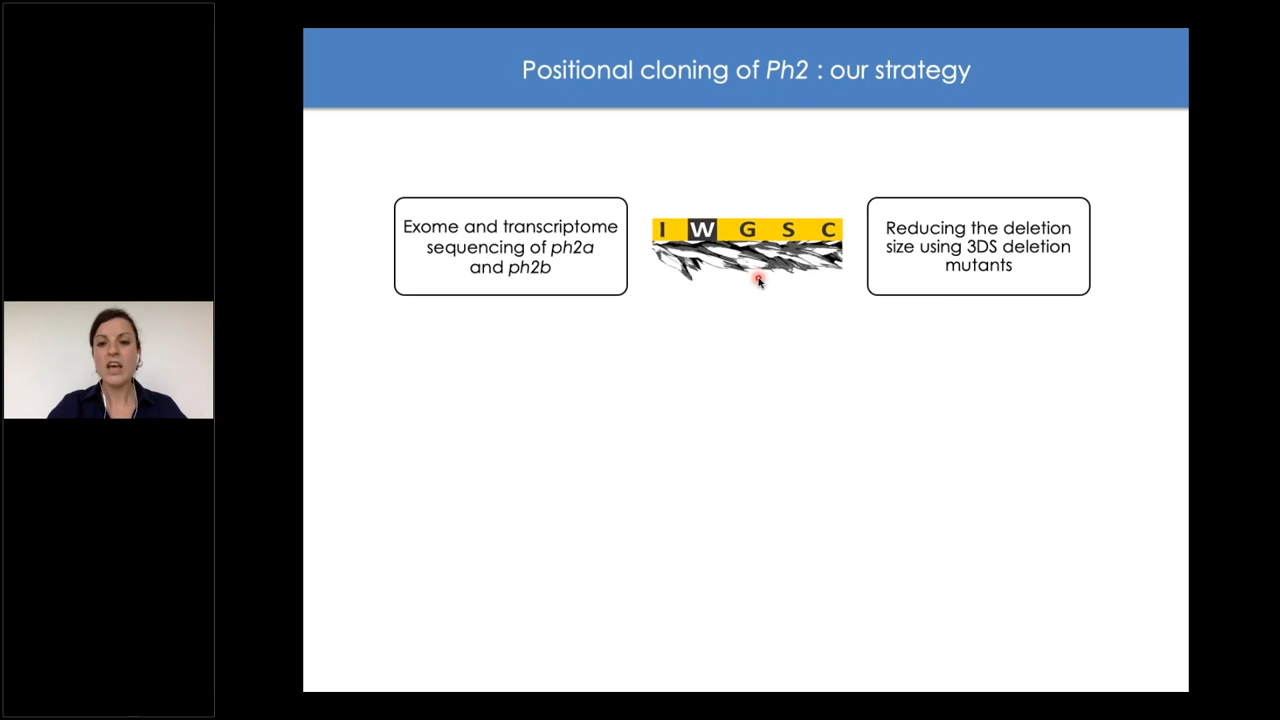 Positional cloning of Ph2 : our strategy
Exome and transcriptome
sequencing of ph2a
and ph2b
I W G S C
Reducing the deletion
size using 3DS deletion
mutants